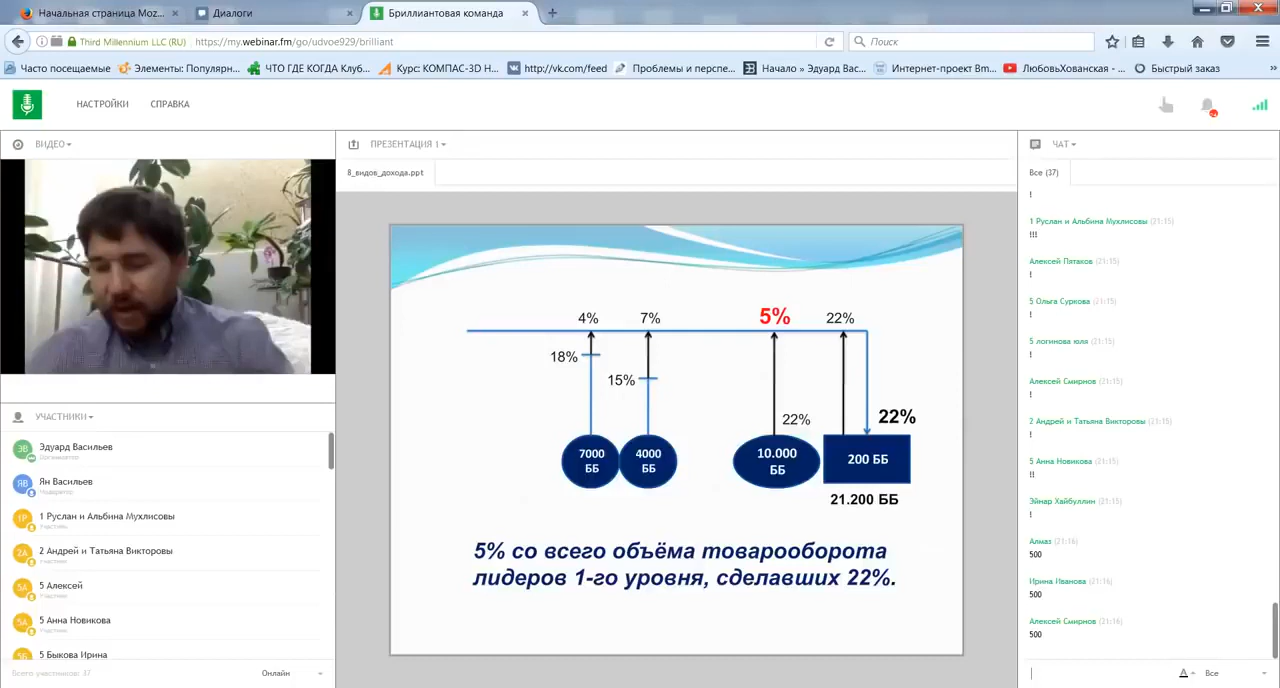 Начальная страница Moz...
Диалоги
Бриллиантовая команда
Third Millennium LLC (RU)
https://my.webinar.fm/go/udvoe929/brilliant
Поиск
Часто посещаемые
Элементы: Популярн...
ЧТО ГДЕ КОГДА Клуб...
Курс: КОМПАС-3D Н...
http://vk.com/feed
Проблемы и перспе...
Начало » Эдуард Вас...
Интернет-проект Вm...
ЛюбовьХованская - ...
Быстрый заказ
НАСТРОЙКИ
СПРАВКА
ВИДЕО
УЧАСТНИКИ
ЭВ
Эдуард Васильев
Организатор
ЯВ
Ян Васильев
Модератор
1Р
1 Руслан и Альбина Мухлисовы
Участник
2А
2 Андрей и Татьяна Викторовы
Участник
5А
5 Алексей
Участник
5А
5 Анна Новикова
Участник
5Б
5 Быкова Ирина
Всего участников: 37
Онлайн
ПРЕЗЕНТАЦИЯ 1
8_видов_дохода.ppt
4%
7%
5%
22%
18%
15%
22%
22%
7000
ББ
4000
ББ
10.000
ББ
200 ББ
21.200 ББ
5% со всего объёма товарооборота
лидеров 1-го уровня, сделавших 22%.
ЧАТ
Все (37)
!
1 Руслан и Альбина Мухлисовы (21:15)
!!!
Алексей Пятаков (21:15)
!
5 Ольга Суркова (21:15)
!
5 логинова юля (21:15)
!
Алексей Смирнов (21:15)
!
2 Андрей и Татьяна Викторовы (21:15)
!
5 Анна Новикова (21:15)
!!
Эйнар Хайбуллин (21:15)
!
Алмаз (21:16)
500
Ирина Иванова (21:16)
500
Алексей Смирнов (21:16)
500
А
Все